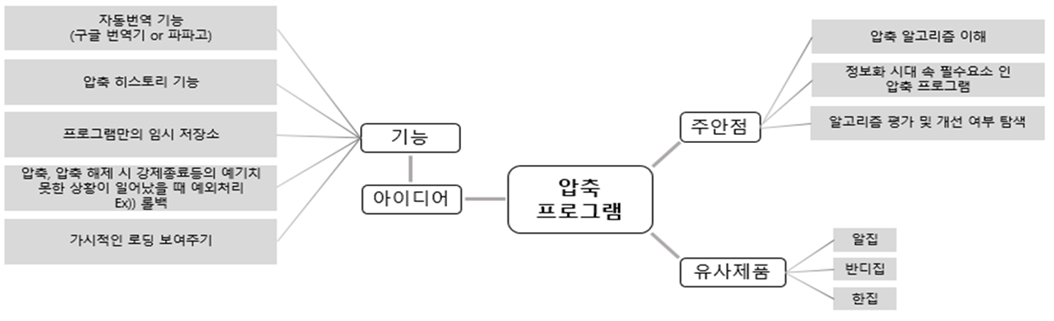 자동번역 기능
(구글 번역기 or 파파고)
압축 히스토리 기능
프로그램만의 임시 저장소
압축, 압축 해제 시 강제종료등의 예기치
못한 상황이 일어났을 때 예외처리
Ex)) 롤백
가시적인 로딩 보여주기
기능
아이디어
압축
프로그램
주안점
압축 알고리즘 이해
정보화 시대 속 필수요소 인
압축 프로그램
알고리즘 평가 및 개선 여부 탐색
유사제품
알집
반디집
한집